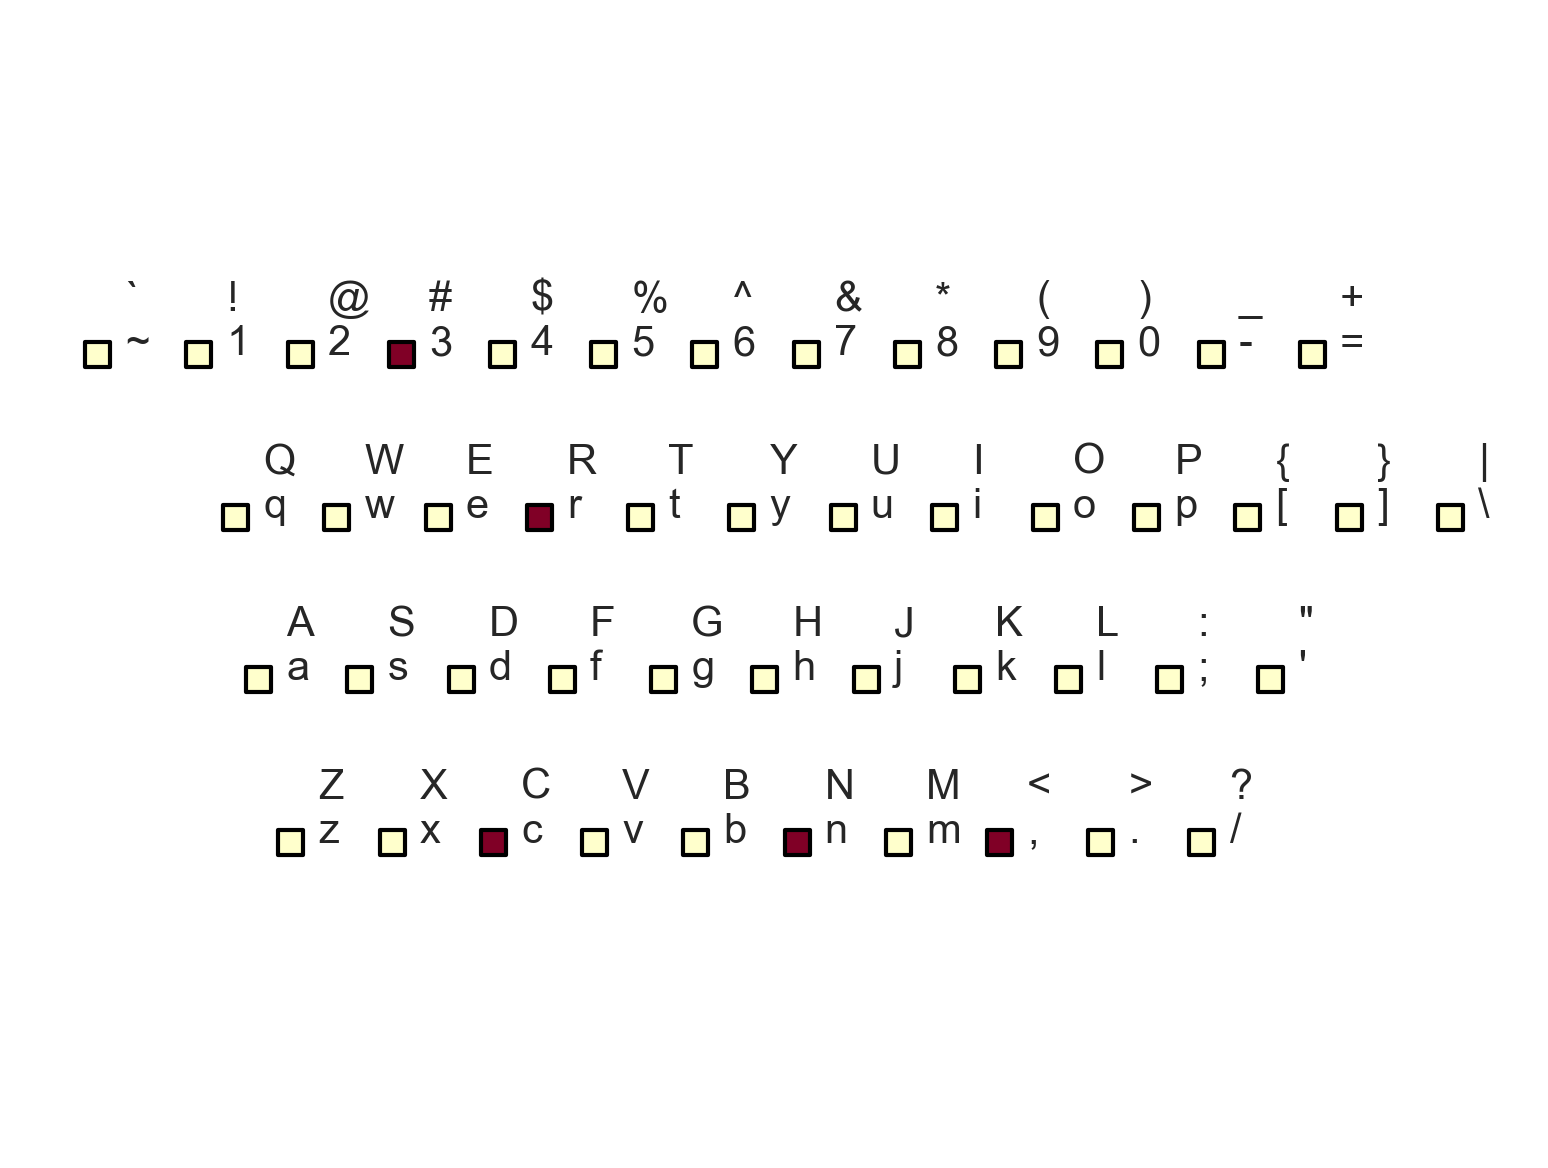 ` ! @ # $ % ^ & * ( ) _ +
~ 1 2 3 4 5 6 7 8 9 0 - =
Q W E R T Y U I O P { } |
q w e r t y u i o p [ ] \
A S D F G H J K L : "
a s d f g h j k l ; '
Z X C V B N M < > ?
z x c v b n m , . /